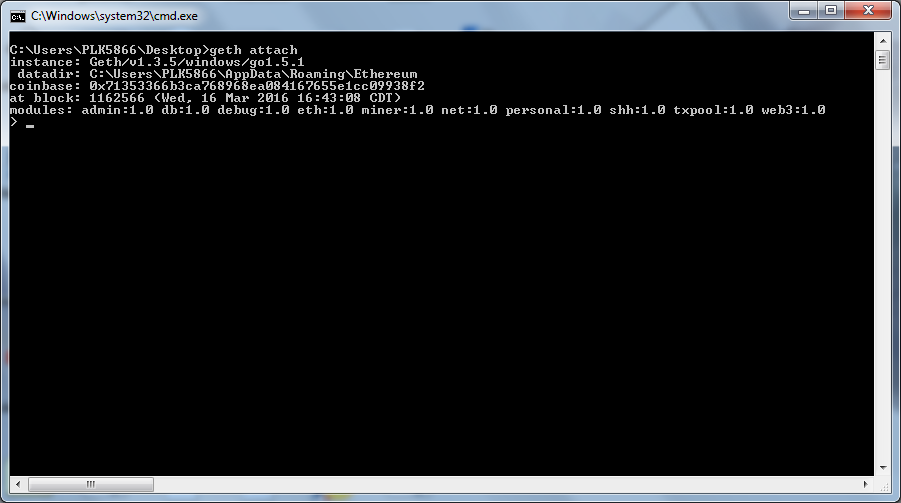 C:\Windows\system32\cmd.exe
C:\Users\PLK5866\Desktop>geth attach
instance: Geth/v1.3.5/windows/go1.5.1
 datadir: C:\Users\PLK5866\AppData\Roaming\Ethereum
coinbase: 0x71353366b3ca768968ea084167655e1cc09938f2
at block: 1162566 (Wed, 16 Mar 2016 16:43:08 CDT)
modules: admin:1.0 db:1.0 debug:1.0 eth:1.0 miner:1.0 net:1.0 personal:1.0 shh:1.0 txpool:1.0 web3:1.0
> _